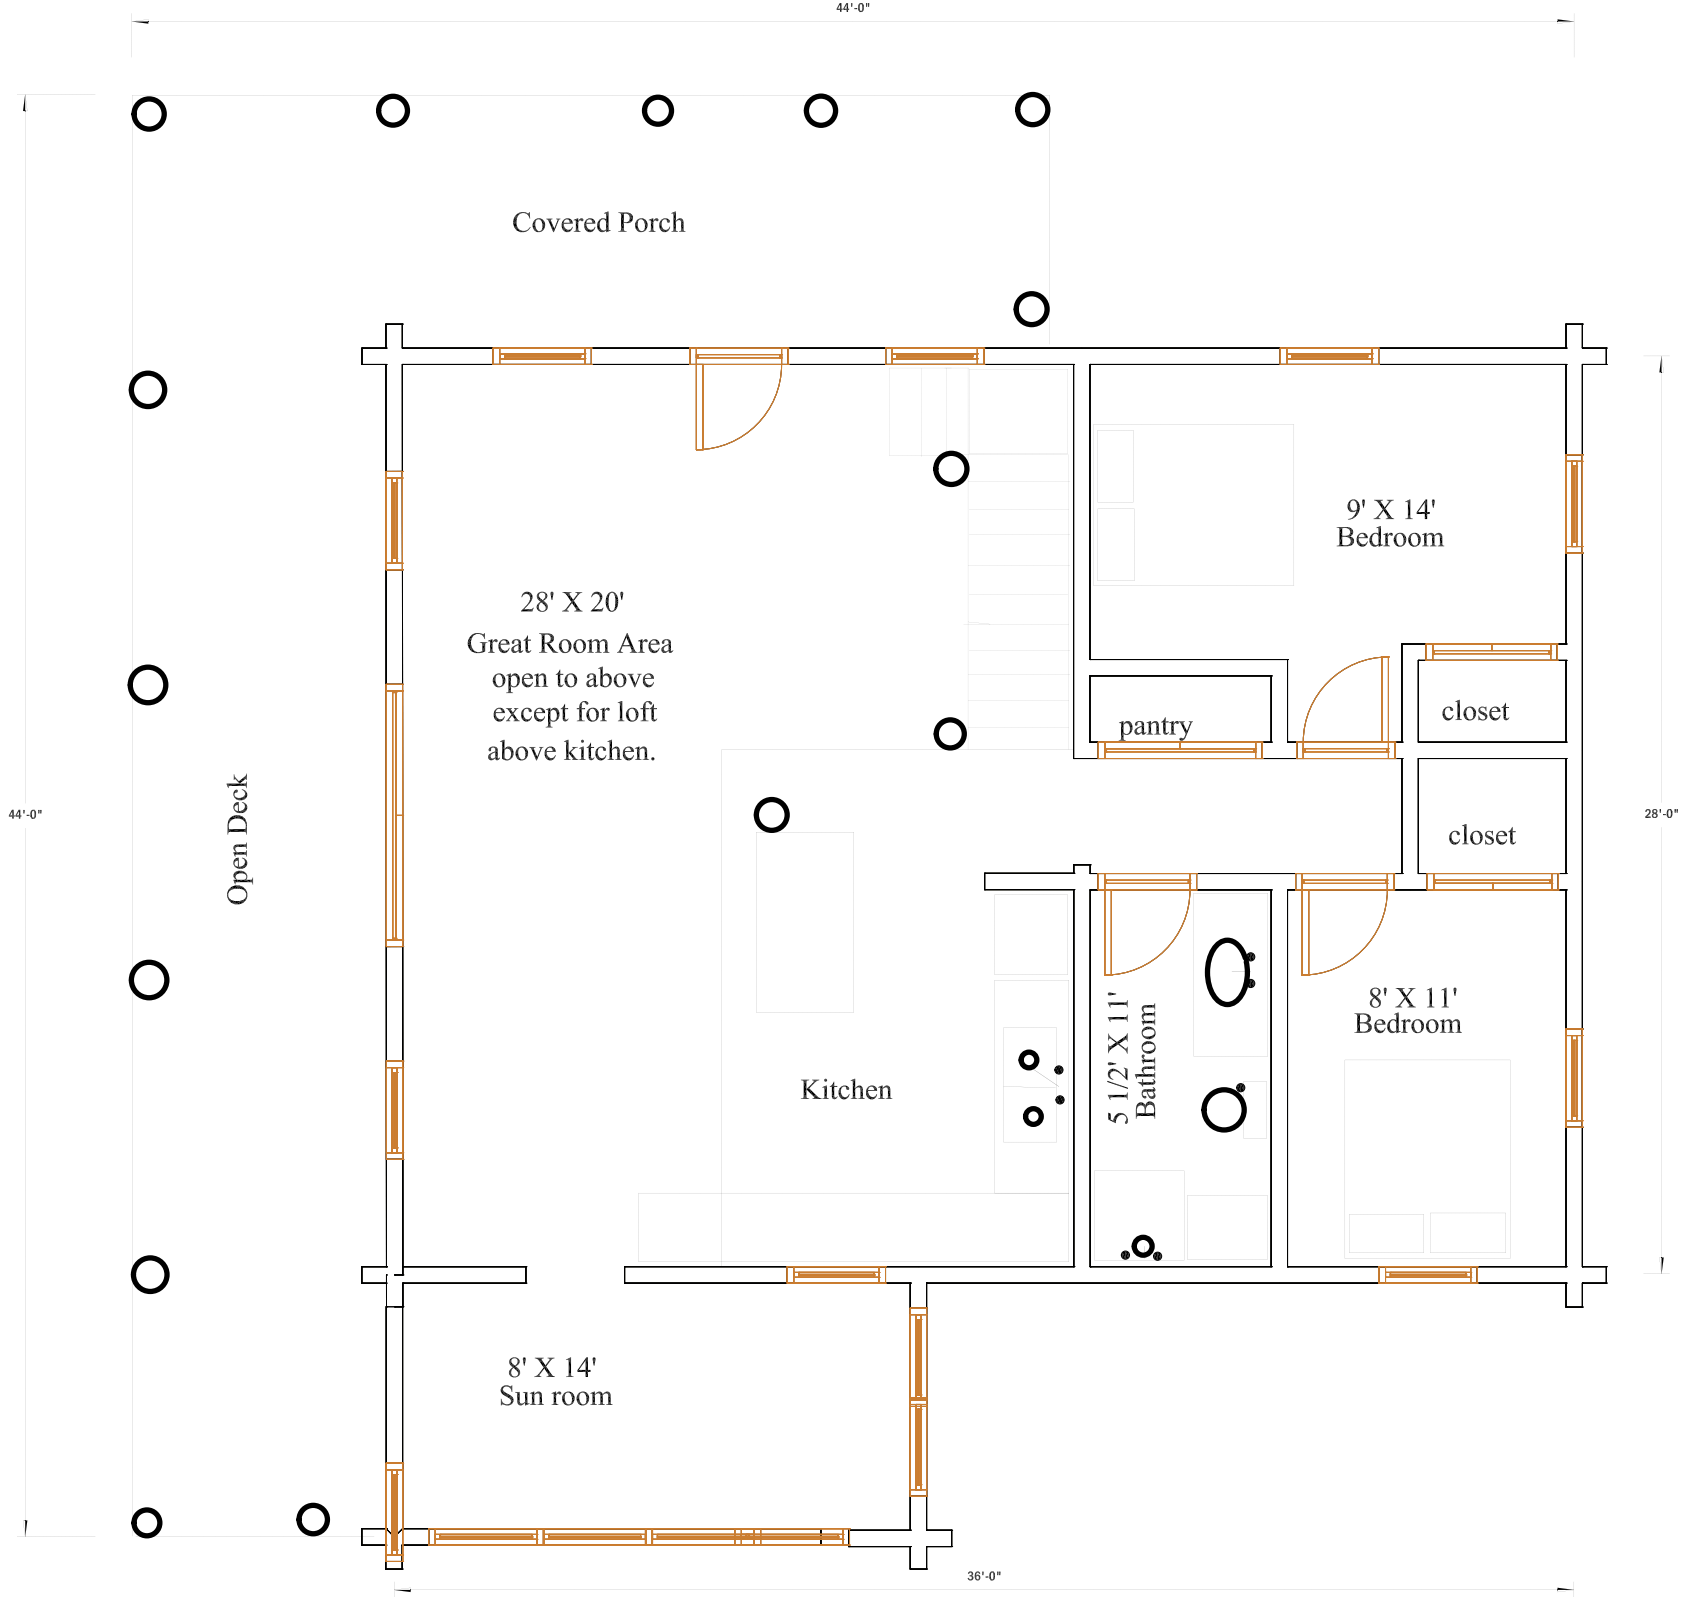 44'-0"
Covered Porch
9' X 14'
Bedroom
28' X 20'
Great Room Area
open to above
except for loft
above kitchen.
pantry
closet
Open Deck
44'-0"
28'-0"
closet
8' X 11'
Bedroom
5 1/2' X 11'
Bathroom
Kitchen
8' X 14'
Sun room
36'-0"